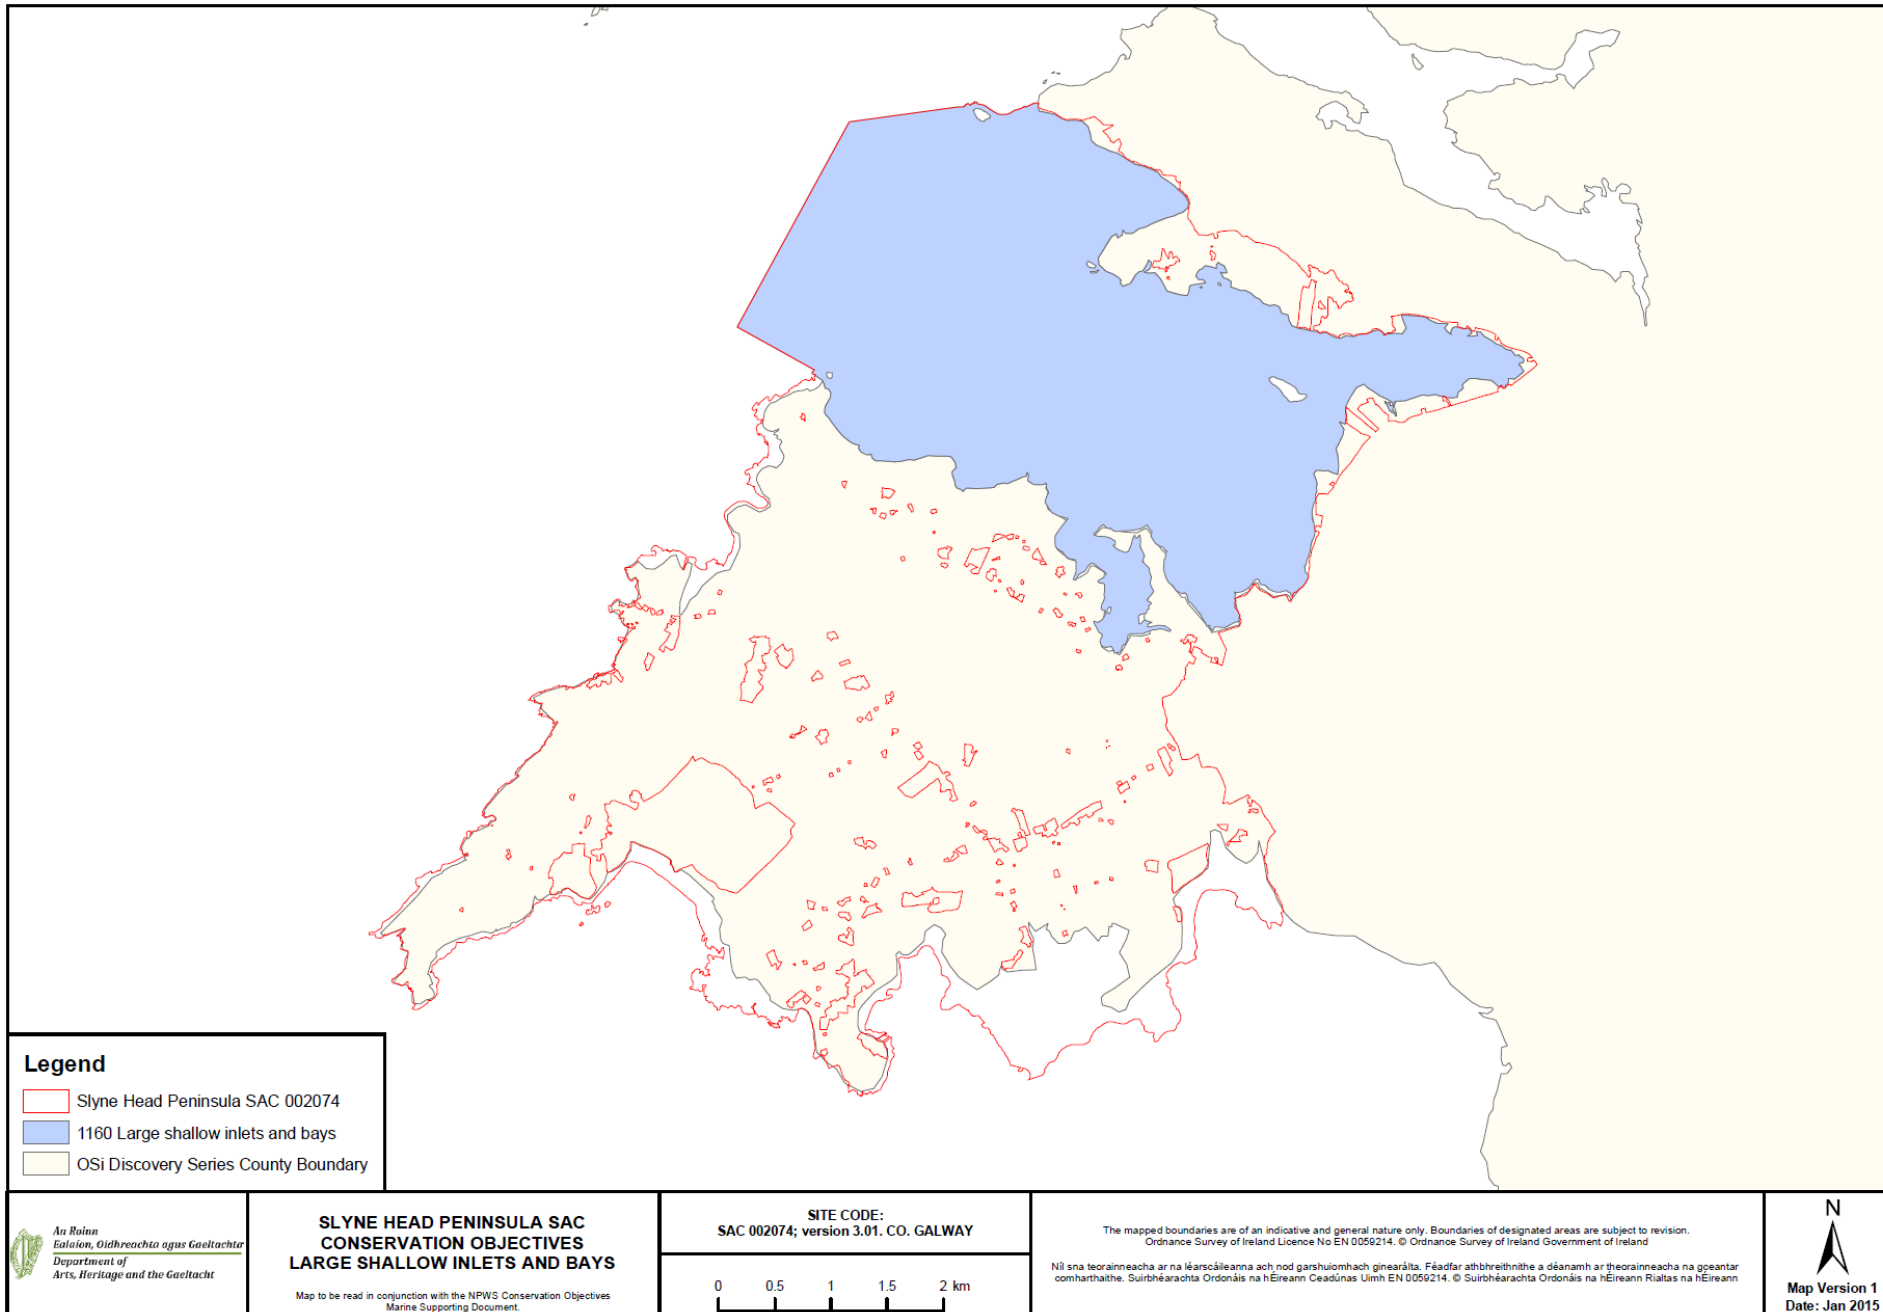 Legend
Slyne Head Peninsula SAC 002074
1160 Large shallow inlets and bays
OSi Discovery Series County Boundary
An Roinn
Ealaíon, Oidhreachta agus Gaeltachta
Department of
Arts, Heritage and the Gaeltacht
SLYNE HEAD PENINSULA SAC
CONSERVATION OBJECTIVES
LARGE SHALLOW INLETS AND BAYS
Map to be read in conjunction with the NPWS Conservation Objectives
Marine Supporting Document.
SITE CODE:
SAC 002074; version 3.01. CO. GALWAY
0 0.5 1 1.5 2 km
The mapped boundaries are of an indicative and general nature only. Boundaries of designated areas are subject to revision.
Ordnance Survey of Ireland Licence No EN 0059214. © Ordnance Survey of Ireland Government of Ireland
Níl sna teorainneacha ar na léarscáileanna ach nod garshuiomhach ginearálta. Féadfar athbhreithnithe a déanamh ar theorainneacha na gceantar
comharthaithe. Suirbhéarachta Ordonáis na hÉireann Ceadúnas Uimh EN 0059214. © Suirbhéarachta Ordonáis na hÉireann Rialtas na hÉireann
N
Map Version 1
Date: Jan 2015